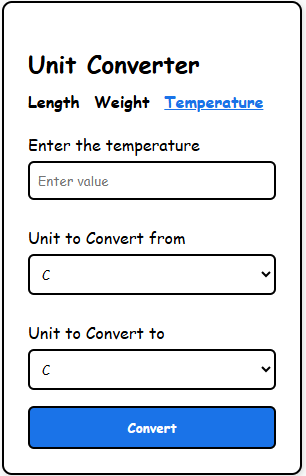 Unit Converter
Length Weight Temperature
Enter the temperature
Enter value
Unit to Convert from
C
Unit to Convert to
C
Convert